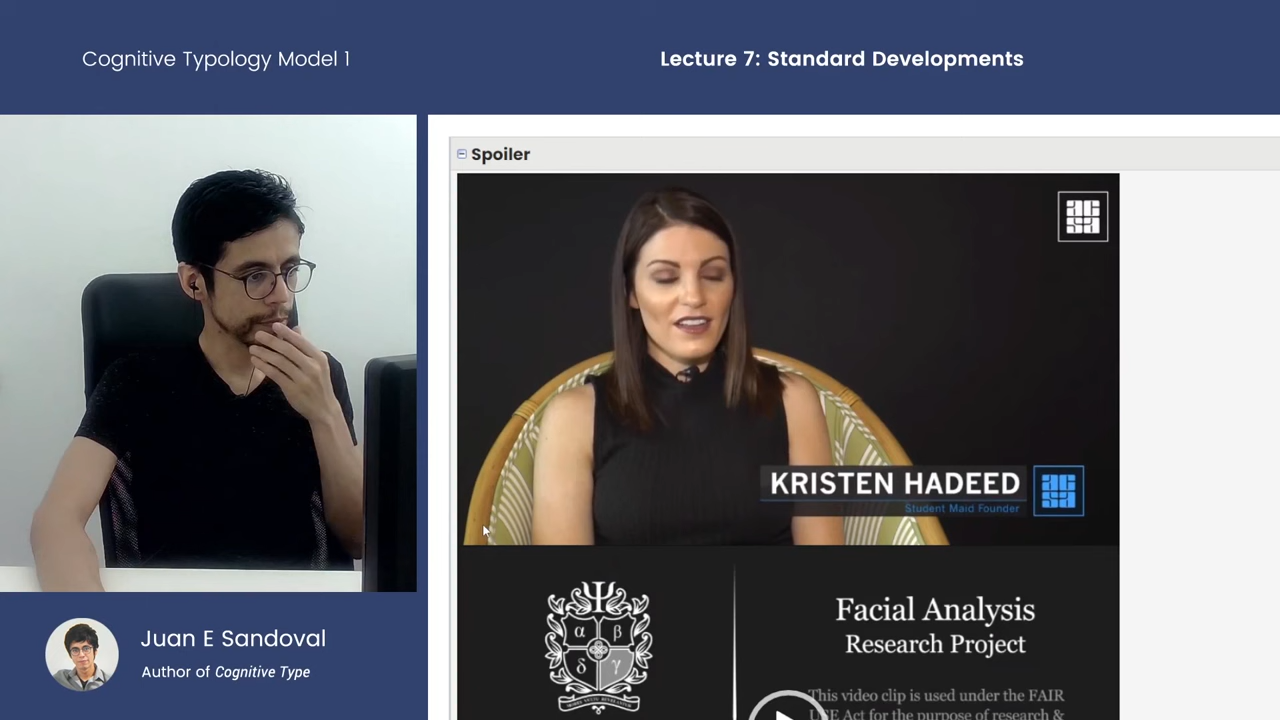 Cognitive Typology Model 1
Lecture 7: Standard Developments
Spoiler
KRISTEN HADEED
Student Maid Founder
α β
δ γ
Facial Analysis
Research Project
This video clip is used under the FAIR
USE Act for the purpose of research &
Juan E Sandoval
Author of Cognitive Type